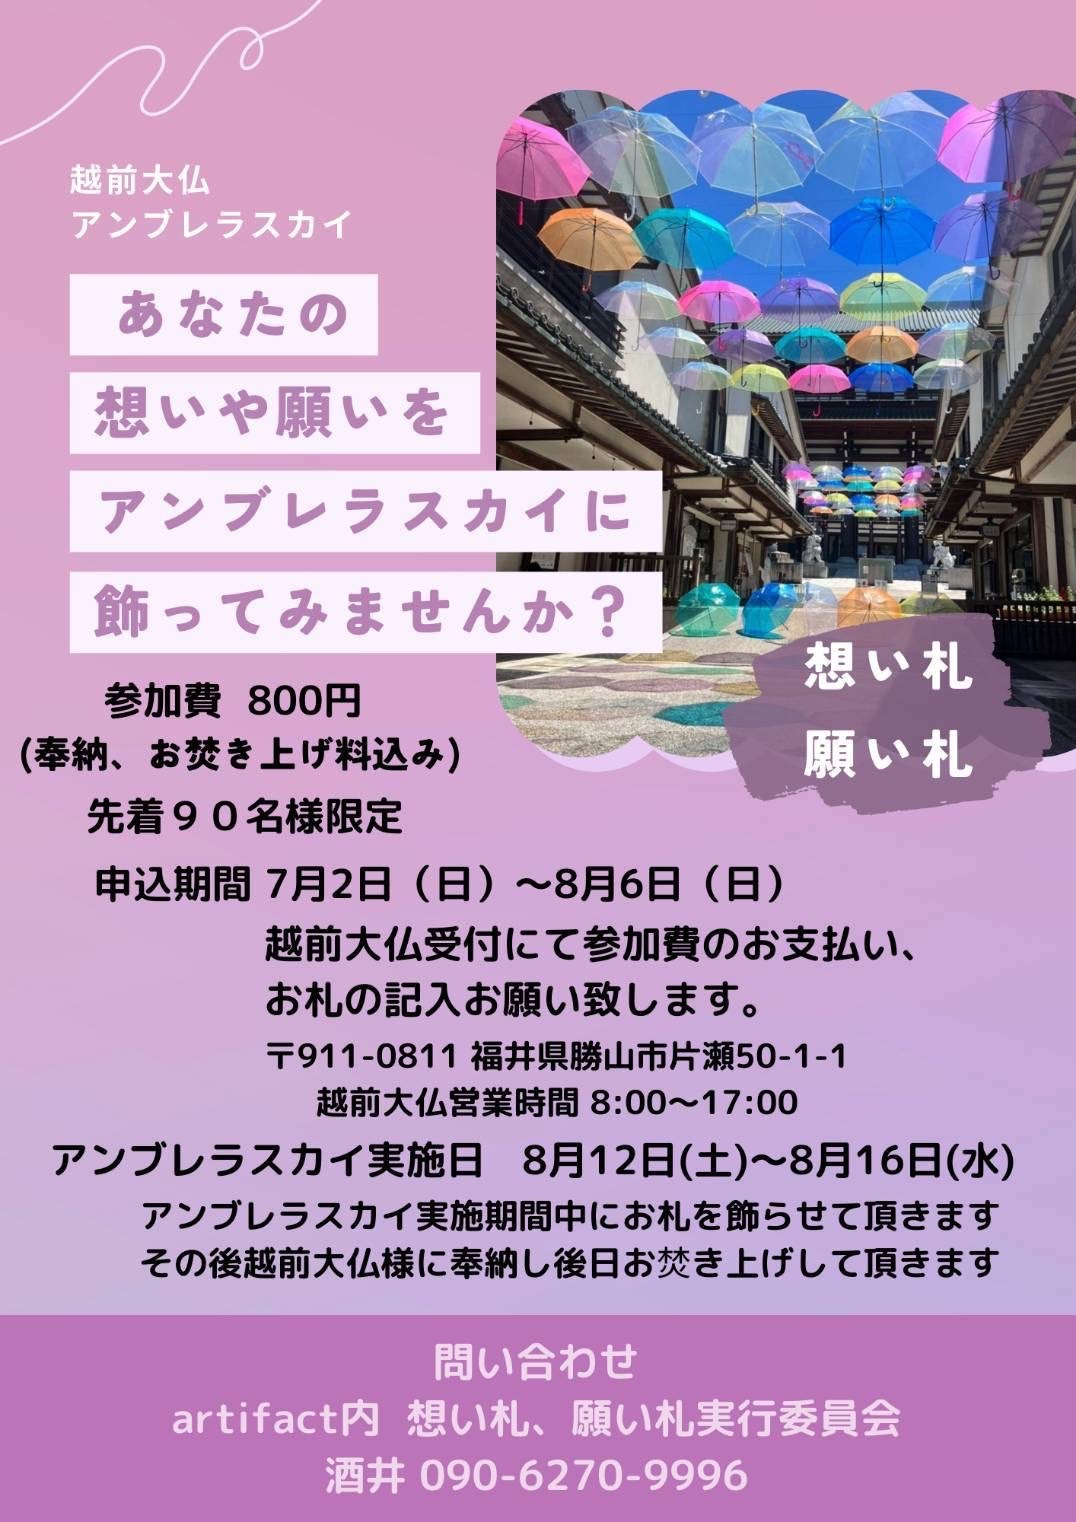 越前大仏
アンブレラスカイ
あなたの
想いや願いを
アンブレラスカイに
飾ってみませんか？
想い札
願い札
参加費 800円
(奉納、お焚き上げ料込み)
先着９０名様限定
申込期間 7月2日（日）〜8月6日（日）
越前大仏受付にて参加費のお支払い、
お札の記入お願い致します。
〒911-0811 福井県勝山市片瀬50-1-1
越前大仏営業時間 8:00〜17:00
アンブレラスカイ実施日 8月12日(土)〜8月16日(水)
アンブレラスカイ実施期間中にお札を飾らせて頂きます
その後越前大仏様に奉納し後日お焚き上げして頂きます
問い合わせ
artifact内 想い札、願い札実行委員会
酒井 090-6270-9996